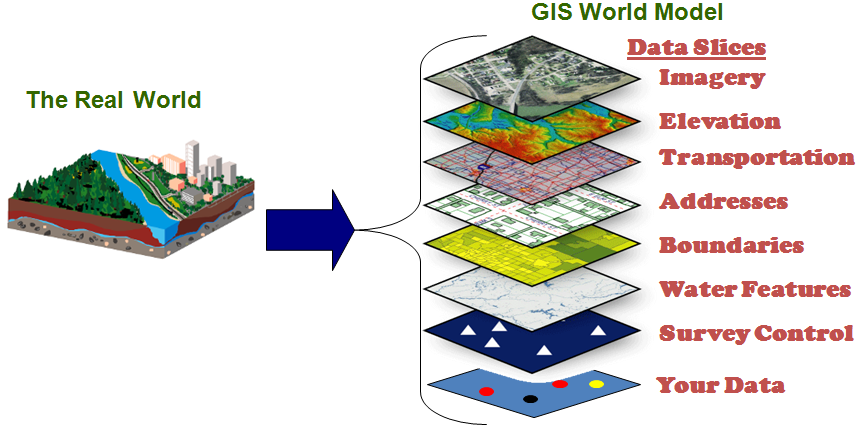 GIS World Model
The Real World
Data Slices
Imagery
Elevation
Transportation
Addresses
Boundaries
Water Features
Survey Control
Your Data